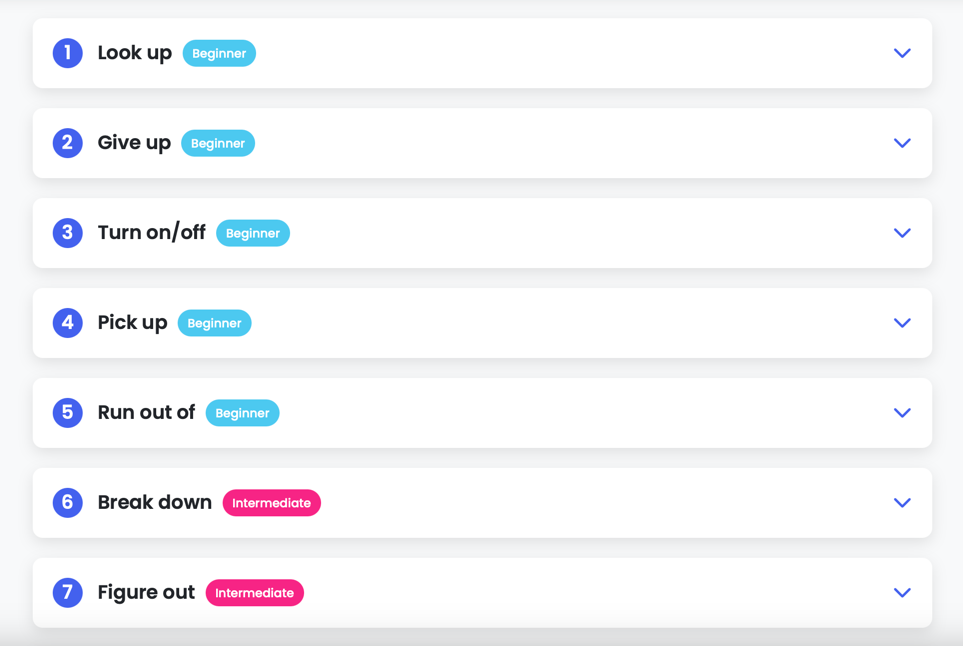 1 Look up Beginner
2 Give up Beginner
3 Turn on/off Beginner
4 Pick up Beginner
5 Run out of Beginner
6 Break down Intermediate
7 Figure out Intermediate